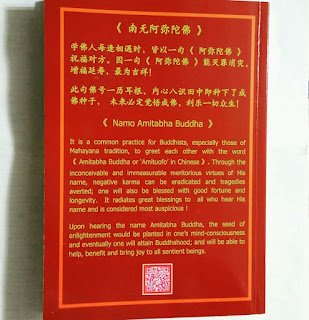 《 南无阿弥陀佛 》
学佛人每逢相遇时，皆以一句《 阿弥陀佛 》
祝福对方。因一句《 阿弥陀佛 》能灭罪消灾，
增福延寿，最为吉祥！
此句佛号一历耳根，内心八识田中即种下了成
佛种子， 未来必定觉悟成佛，利乐一切众生！
《 Namo Amitabha Buddha 》
It is a common practice for Buddhists, especially those of
Mahayana tradition, to greet each other with the word
《 Amitabha Buddha or 'Amituofo' in Chinese 》. Through the
inconceivable and immeasurable meritorious virtues of His
name, negative karma can be eradicated and tragedies
averted; one will also be blessed with good fortune and
longevity. It radiates great blessings to all who hear His
name and is considered most auspicious !
Upon hearing the name Amitabha Buddha, the seed of
enlightenment would be planted in one's mind-consciousness
and eventually one will attain Buddhahood; and will be able to
help, benefit and bring joy to all sentient beings.